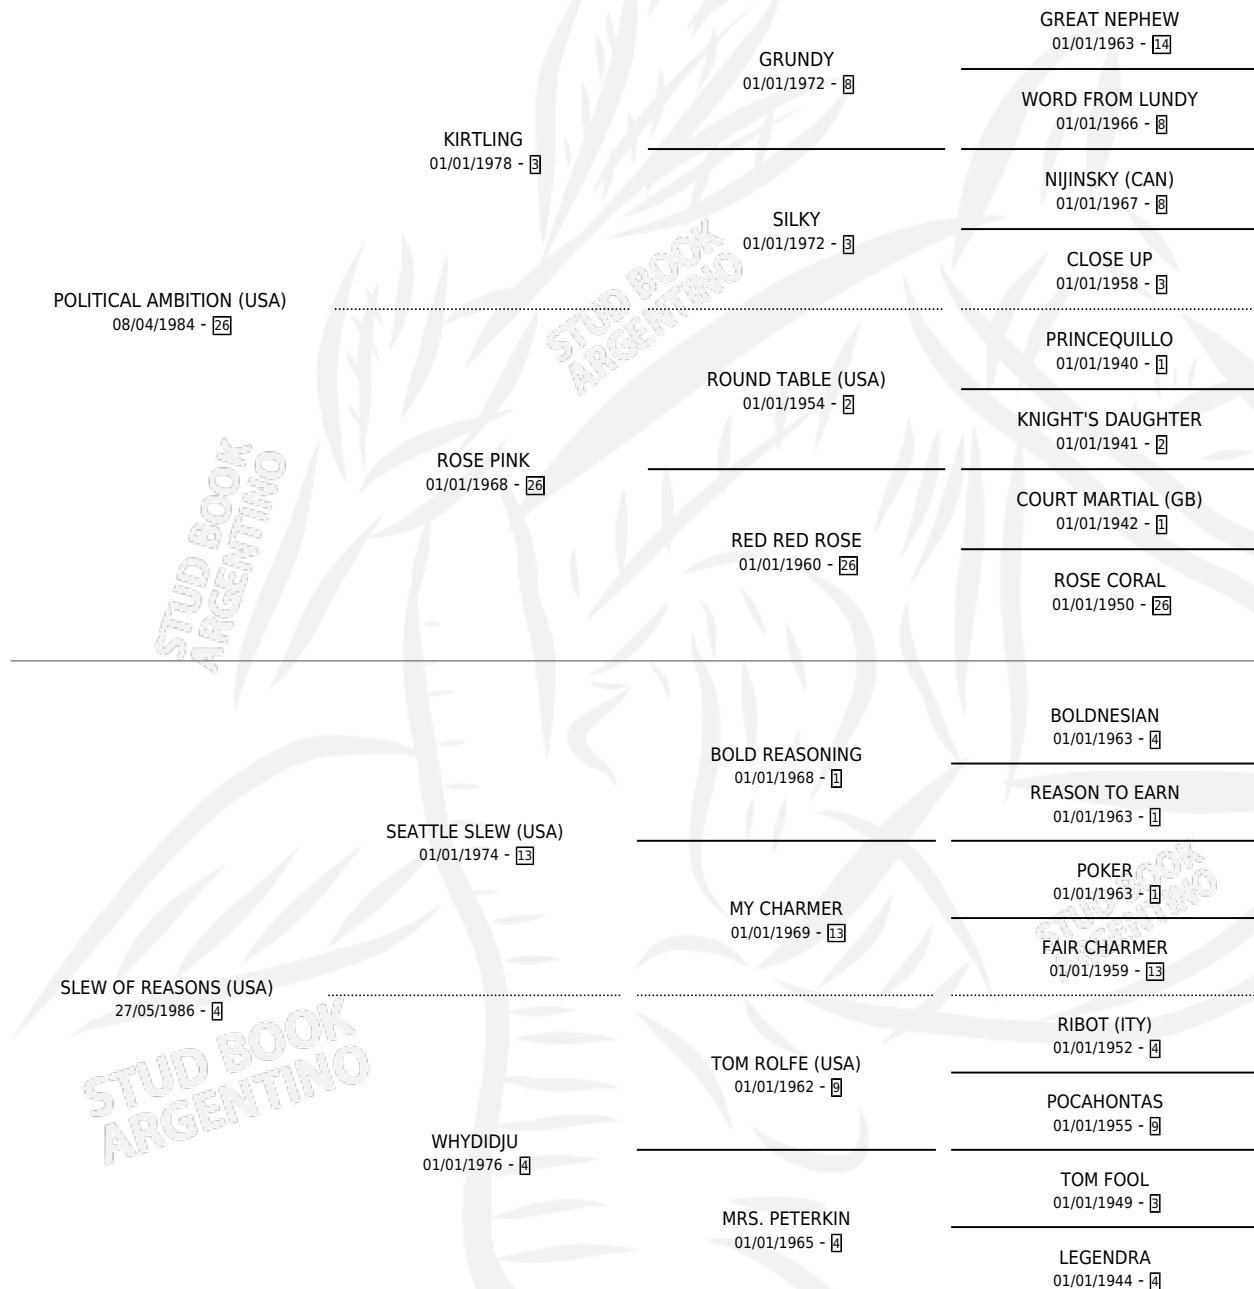 GREAT NEPHEW
01/01/1963 - 14
GRUNDY
01/01/1972 - 8
WORD FROM LUNDY
01/01/1966 - 8
KIRTLING
01/01/1978 - 3
NIJINSKY (CAN)
01/01/1967 - 8
SILKY
01/01/1972 - 3
CLOSE UP
01/01/1958 - 3
POLITICAL AMBITION (USA)
08/04/1984 - 26
PRINCEQUILLO
01/01/1940 - 1
ROUND TABLE (USA)
01/01/1954 - 2
KNIGHT'S DAUGHTER
01/01/1941 - 2
ROSE PINK
01/01/1968 - 26
COURT MARTIAL (GB)
01/01/1942 - 1
RED RED ROSE
01/01/1960 - 26
ROSE CORAL
01/01/1950 - 26
BOLDNESIAN
01/01/1963 - 4
BOLD REASONING
01/01/1968 - 1
REASON TO EARN
01/01/1963 - 1
SEATTLE SLEW (USA)
01/01/1974 - 13
POKER
01/01/1963 - 1
MY CHARMER
01/01/1969 - 13
FAIR CHARMER
01/01/1959 - 13
SLEW OF REASONS (USA)
27/05/1986 - 4
RIBOT (ITY)
01/01/1952 - 4
TOM ROLFE (USA)
01/01/1962 - 9
POCAHONTAS
01/01/1955 - 9
WHYDIDJU
01/01/1976 - 4
TOM FOOL
01/01/1949 - 3
MRS. PETERKIN
01/01/1965 - 4
LEGENDRA
01/01/1944 - 4
STUD BOOK
ARGENTINO
STUD BOOK
ARGENTINO
STUD BOOK
ARGENTINO
STUD BOOK
ARGENTINO